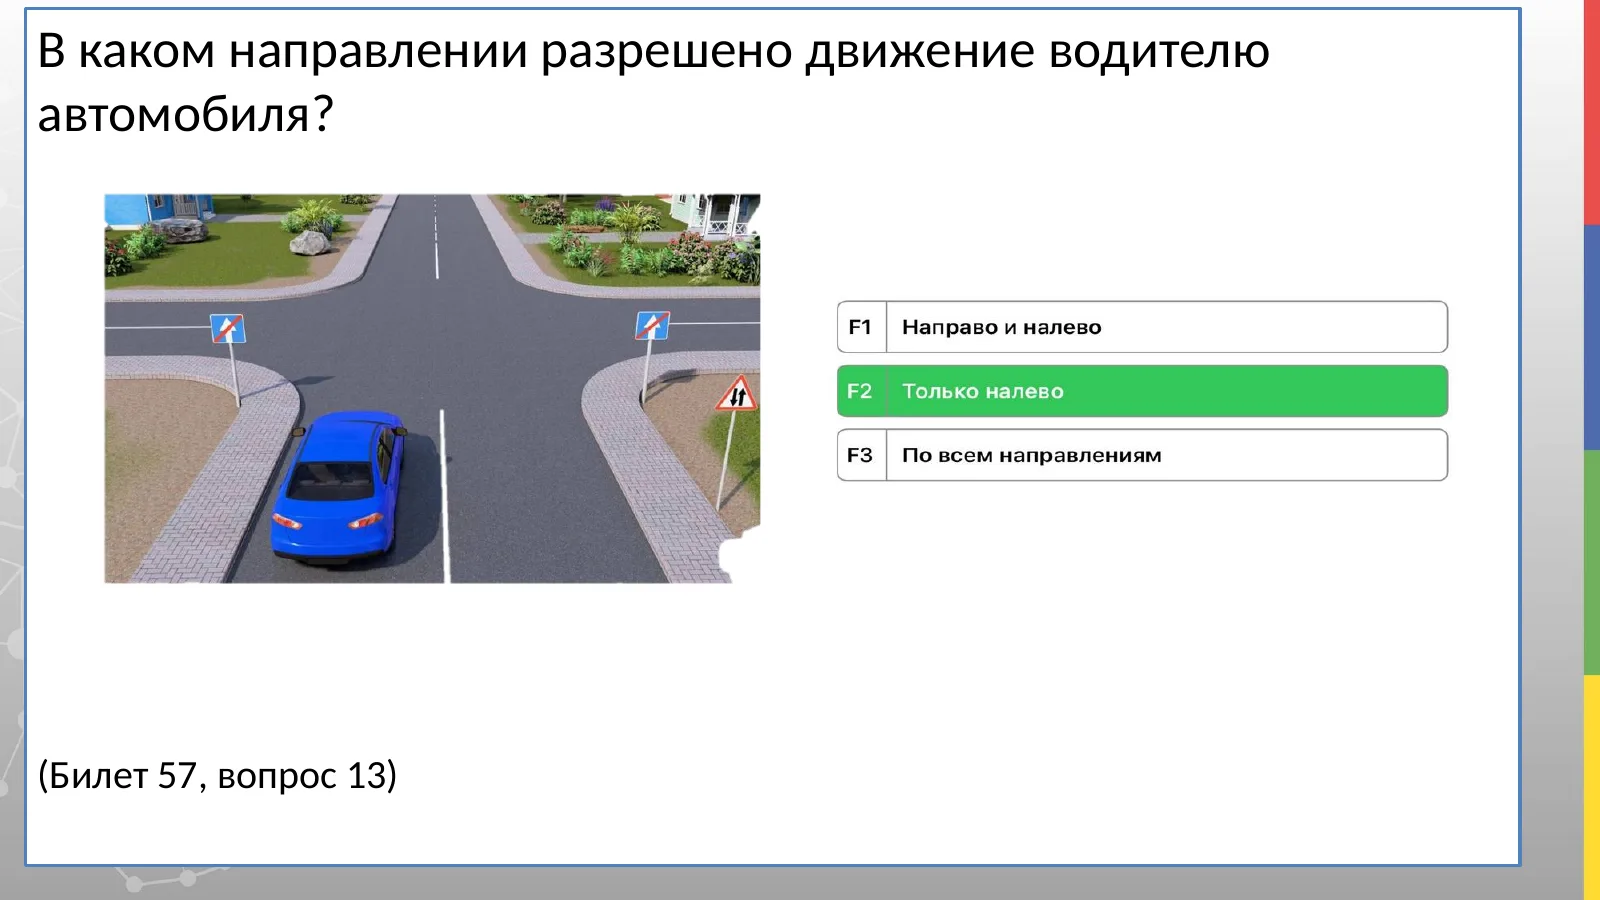 В каком направлении разрешено движение водителю
автомобиля?
F1 Направо и налево
F2 Только налево
F3 По всем направлениям
(Билет 57, вопрос 13)